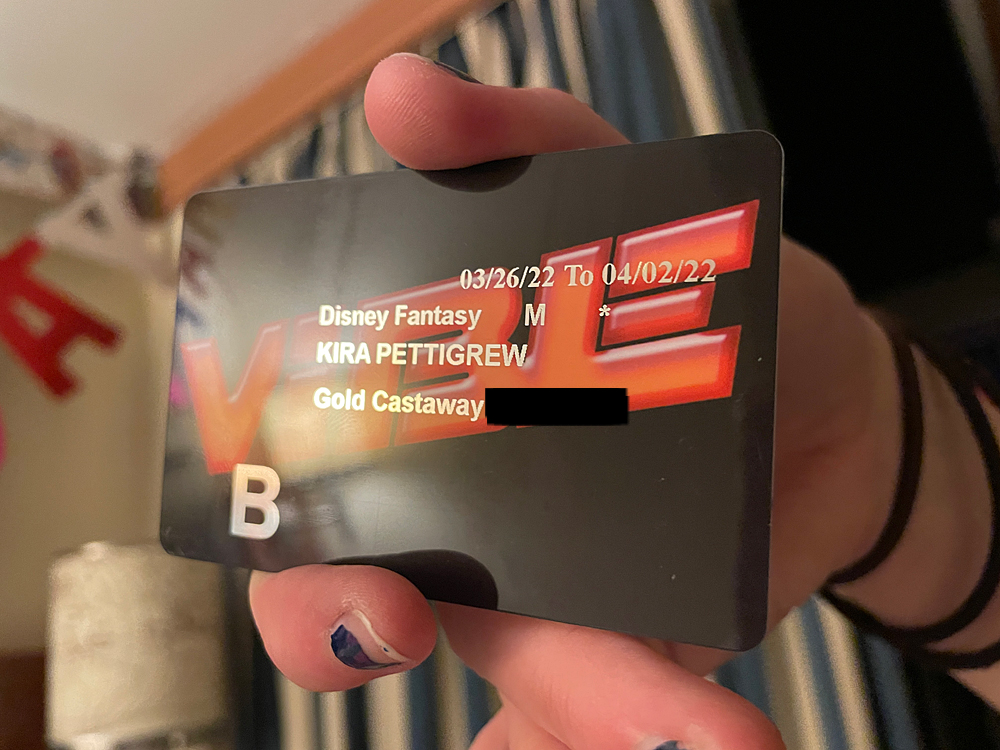 03/26/22 To 04/02/22
Disney Fantasy M *
KIRA PETTIGREW
Gold Castaway
VIBE
B
A